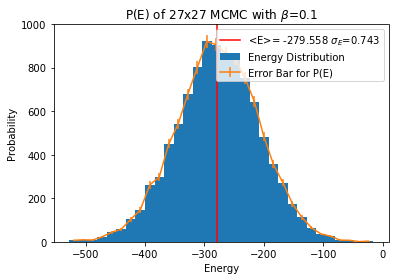 P(E) of 27x27 MCMC with β=0.1
<E>= -279.558 σ_E=0.743
Energy Distribution
Error Bar for P(E)
Probability
1000
800
600
400
200
0
−500 −400 −300 −200 −100 0
Energy